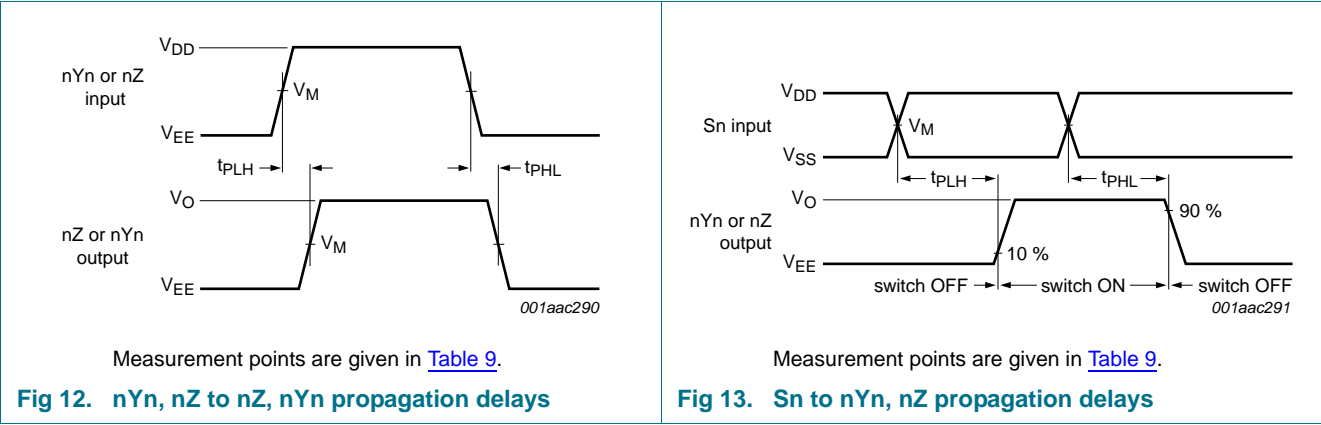 VDD
nYn or nZ
input
VM
VEE
tPLH
tPHL
VO
nZ or nYn
output
VM
VEE
001aac290
Measurement points are given in Table 9.
Fig 12. nYn, nZ to nZ, nYn propagation delays
VDD
Sn input
VM
VSS
tPLH
tPHL
VO
90 %
nYn or nZ
output
10 %
VEE
switch OFF
switch ON
switch OFF
001aac291
Measurement points are given in Table 9.
Fig 13. Sn to nYn, nZ propagation delays